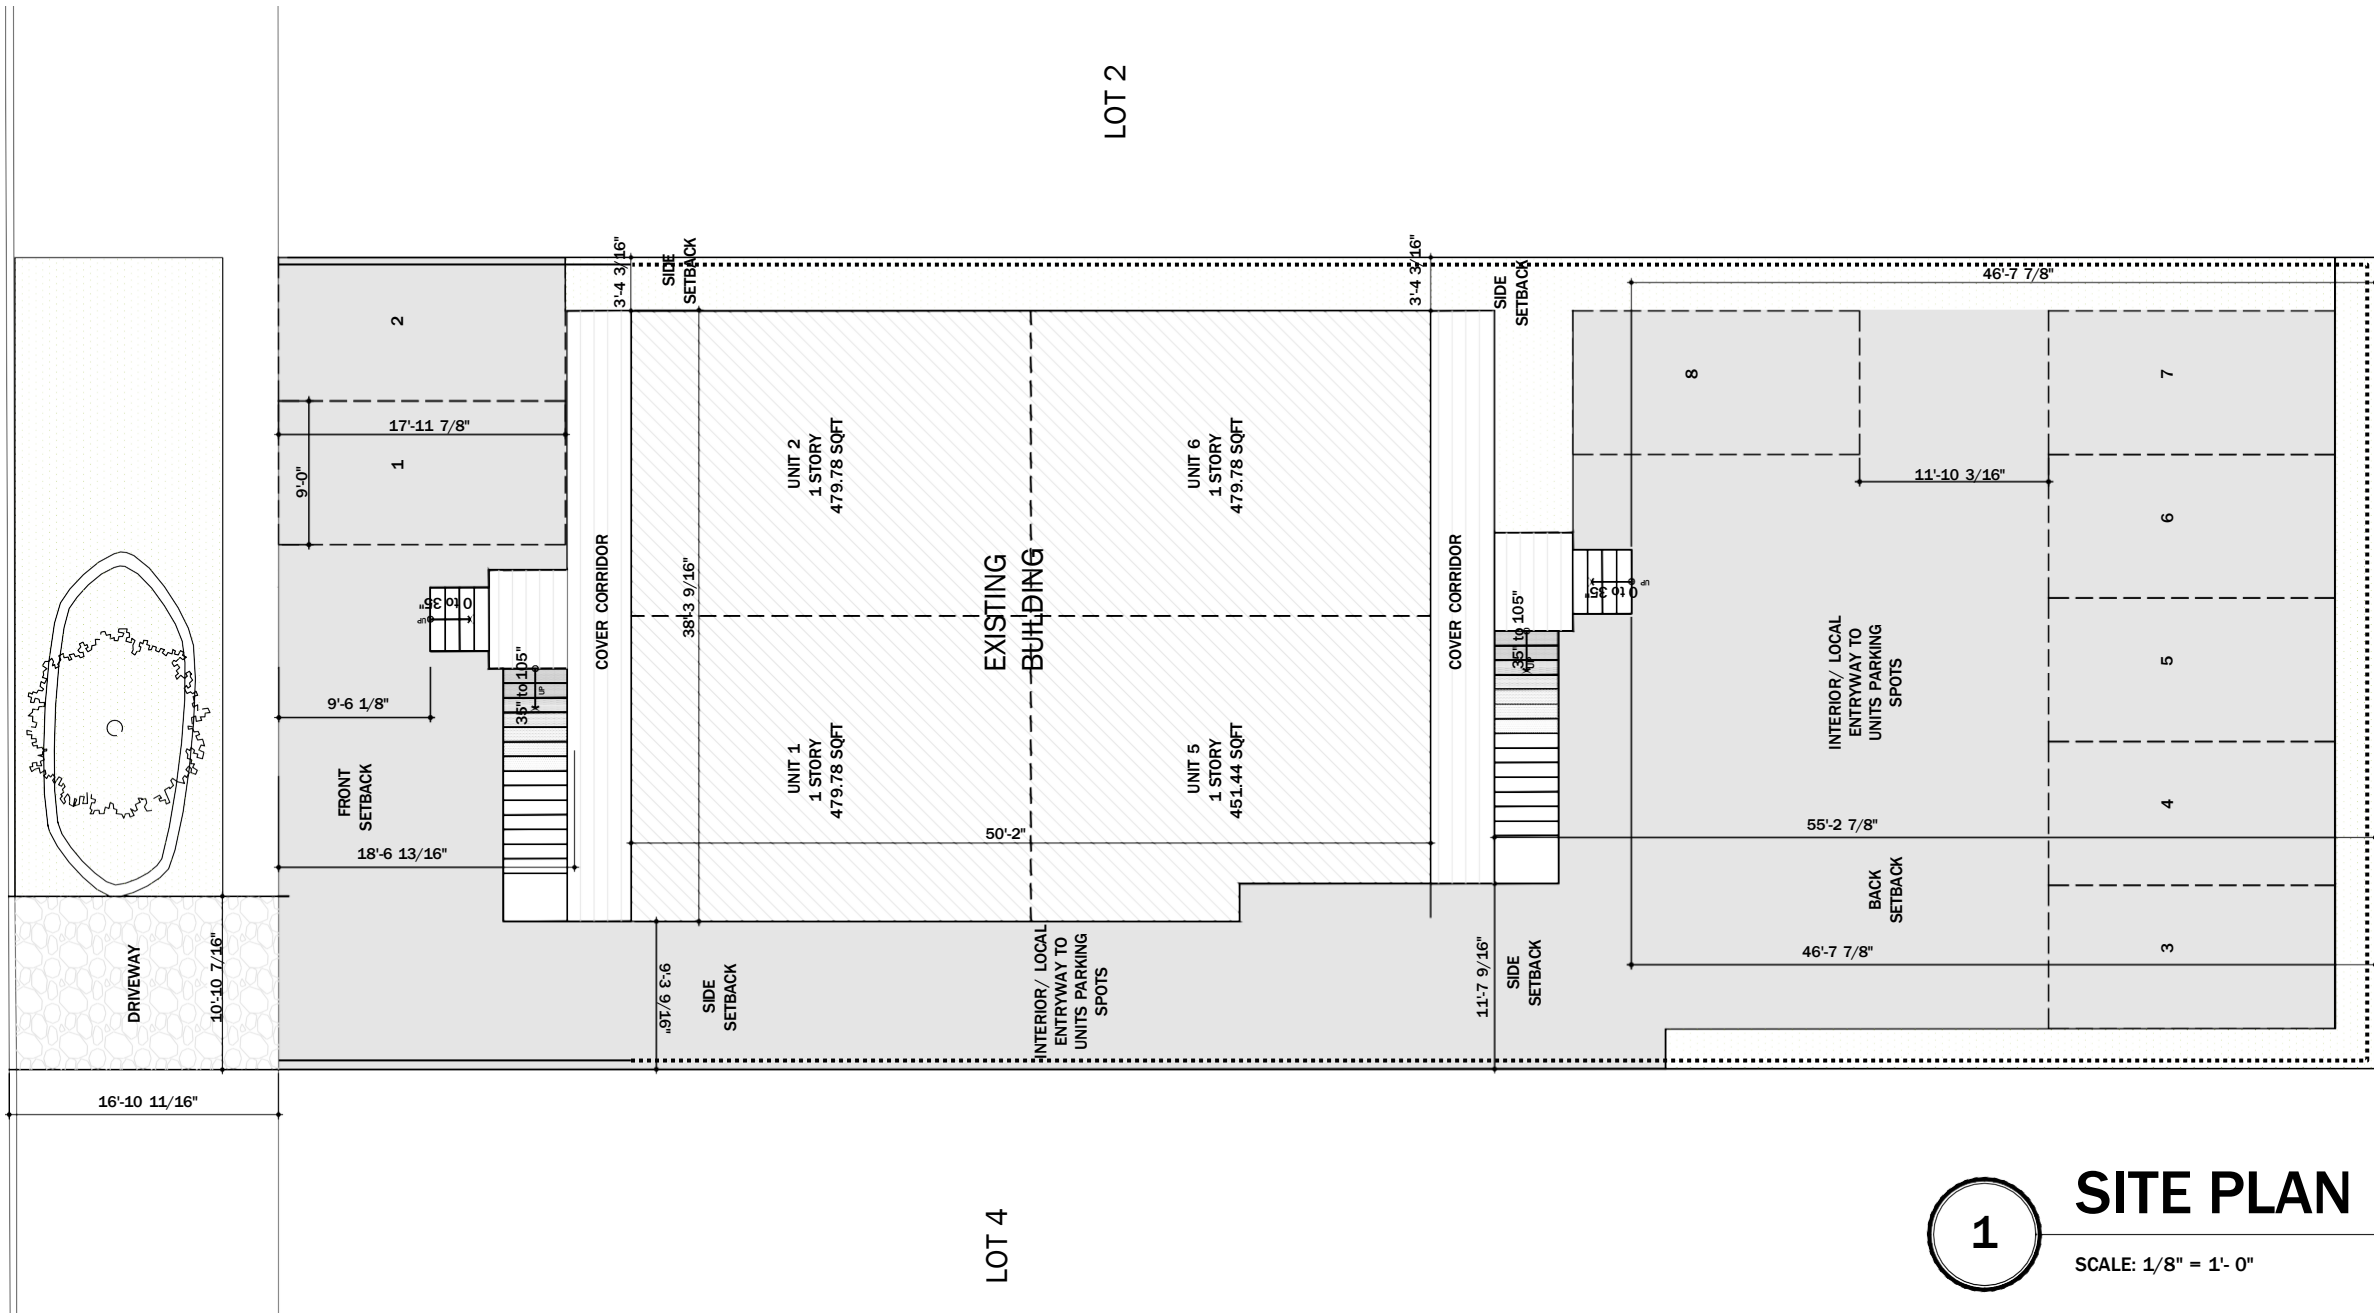 LOT 2
3'-4 3/16"
SIDE
SETBACK
3'-4 3/16"
SIDE
SETBACK
46'-7 7/8"
2
17'-11 7/8"
1
9'-0"
8
7
11'-10 3/16"
6
5
4
3
UNIT 2
1 STORY
479.78 SQFT
UNIT 6
1 STORY
479.78 SQFT
COVER CORRIDOR
38'-3 9/16"
EXISTING
BUILDING
COVER CORRIDOR
0 to 35"
UP
35" to 105"
UP
35" to 105"
UP
0 to 35"
UP
9'-6 1/8"
FRONT
SETBACK
18'-6 13/16"
UNIT 1
1 STORY
479.78 SQFT
UNIT 5
1 STORY
451.44 SQFT
50'-2"
INTERIOR/ LOCAL
ENTRYWAY TO
UNITS PARKING
SPOTS
55'-2 7/8"
BACK
SETBACK
46'-7 7/8"
DRIVEWAY
10'-10 7/16"
9'-3 9/16"
SIDE
SETBACK
INTERIOR/ LOCAL
ENTRYWAY TO
UNITS PARKING
SPOTS
11'-7 9/16"
SIDE
SETBACK
16'-10 11/16"
LOT 4
1
SITE PLAN
SCALE: 1/8" = 1'- 0"